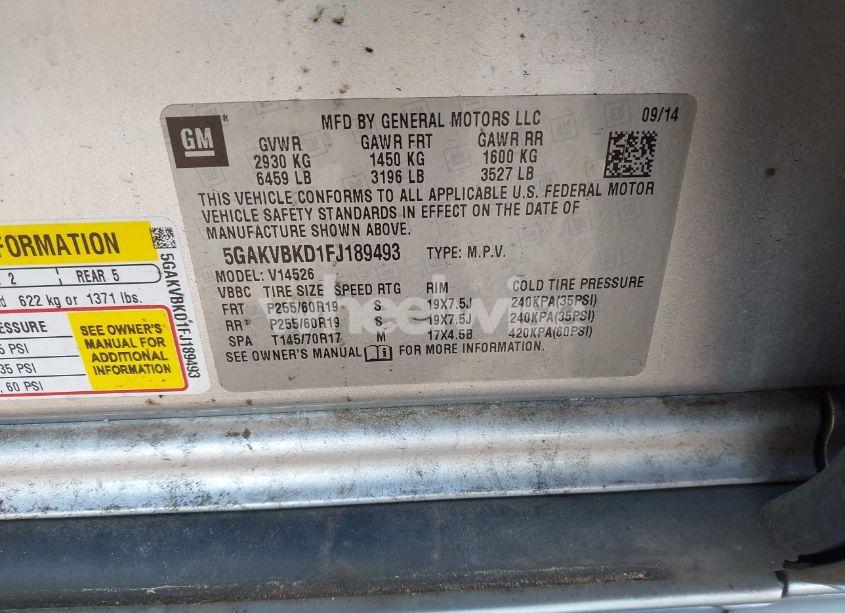 GM
MFD BY GENERAL MOTORS LLC
09/14
GVWR GAWR FRT GAWR RR
2930 KG 1450 KG 1600 KG
6459 LB 3196 LB 3527 LB
THIS VEHICLE CONFORMS TO ALL APPLICABLE U.S. FEDERAL MOTOR
VEHICLE SAFETY STANDARDS IN EFFECT ON THE DATE OF
MANUFACTURE SHOWN ABOVE.
5GAKVBKD1FJ189493 TYPE: M.P.V.
MODEL: V14526
VBBC TIRE SIZE SPEED RTG RIM COLD TIRE PRESSURE
FRT P255/60R19 S 19X7.5J 240KPA(35PSI)
RR P255/60R19 S 19X7.5J 240KPA(35PSI)
SPA T145/70R17 M 17X4.5B 420KPA(60PSI)
SEE OWNER'S MANUAL FOR MORE INFORMATION.
FORMATION
2 REAR 5
622 kg or 1371 lbs.
SEE OWNER'S
MANUAL FOR
ADDITIONAL
INFORMATION
PSI
35 PSI
, 60 PSI
5GAKVBKD1FJ189493